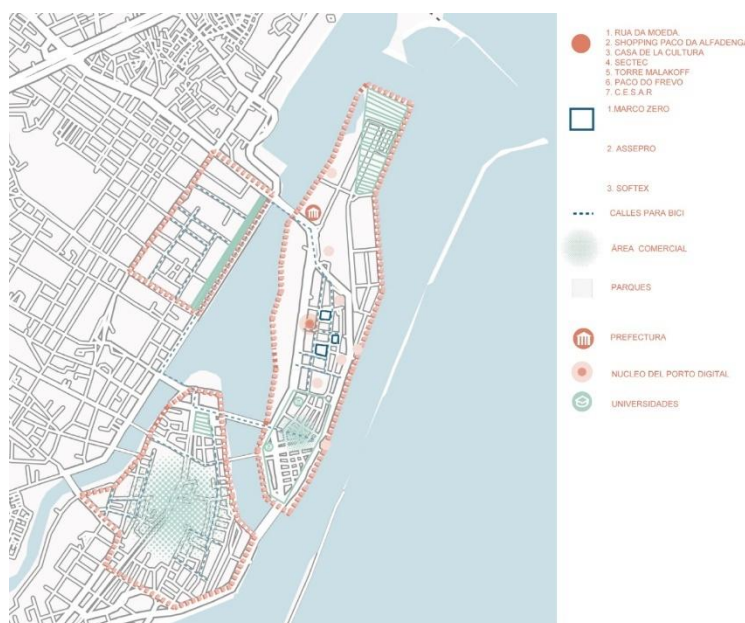 1. RUA DA MOEDA.
2. SHOPPING PACO DA ALFADENGA
3. CASA DE LA CULTURA
4. SECTEC
5. TORRE MALAKOFF
6. PACO DO FREVO
7. C.E.S.A.R
1.MARCO ZERO
2. ASSEPRO
3. SOFTEX
CALLES PARA BICI
ÁREA COMERCIAL
PARQUES
PREFECTURA
NUCLEO DEL PORTO DIGITAL
UNIVERSIDADES